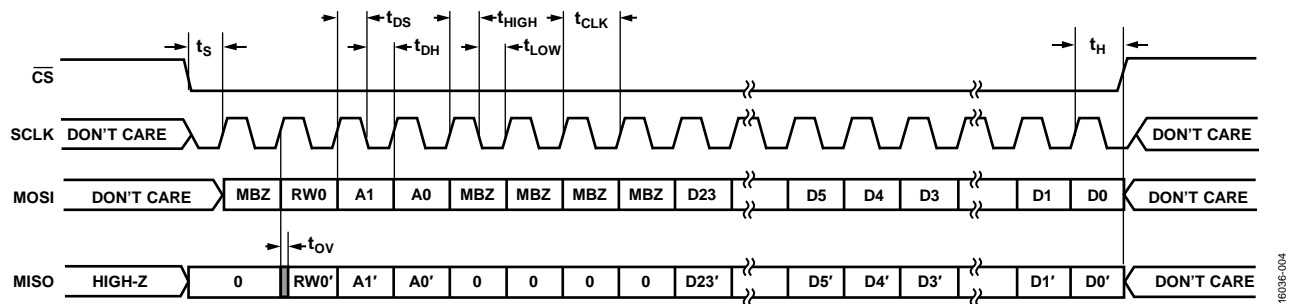 tDS tHIGH tCLK
tS tDH tLOW tH
CS
SCLK DON'T CARE DON'T CARE
MOSI DON'T CARE MBZ RW0 A1 A0 MBZ MBZ MBZ MBZ D23 D5 D4 D3 D1 D0 DON'T CARE
tOV
MISO HIGH-Z 0 RW0′ A1′ A0′ 0 0 0 0 D23′ D5′ D4′ D3′ D1′ D0′ DON'T CARE
16036-004